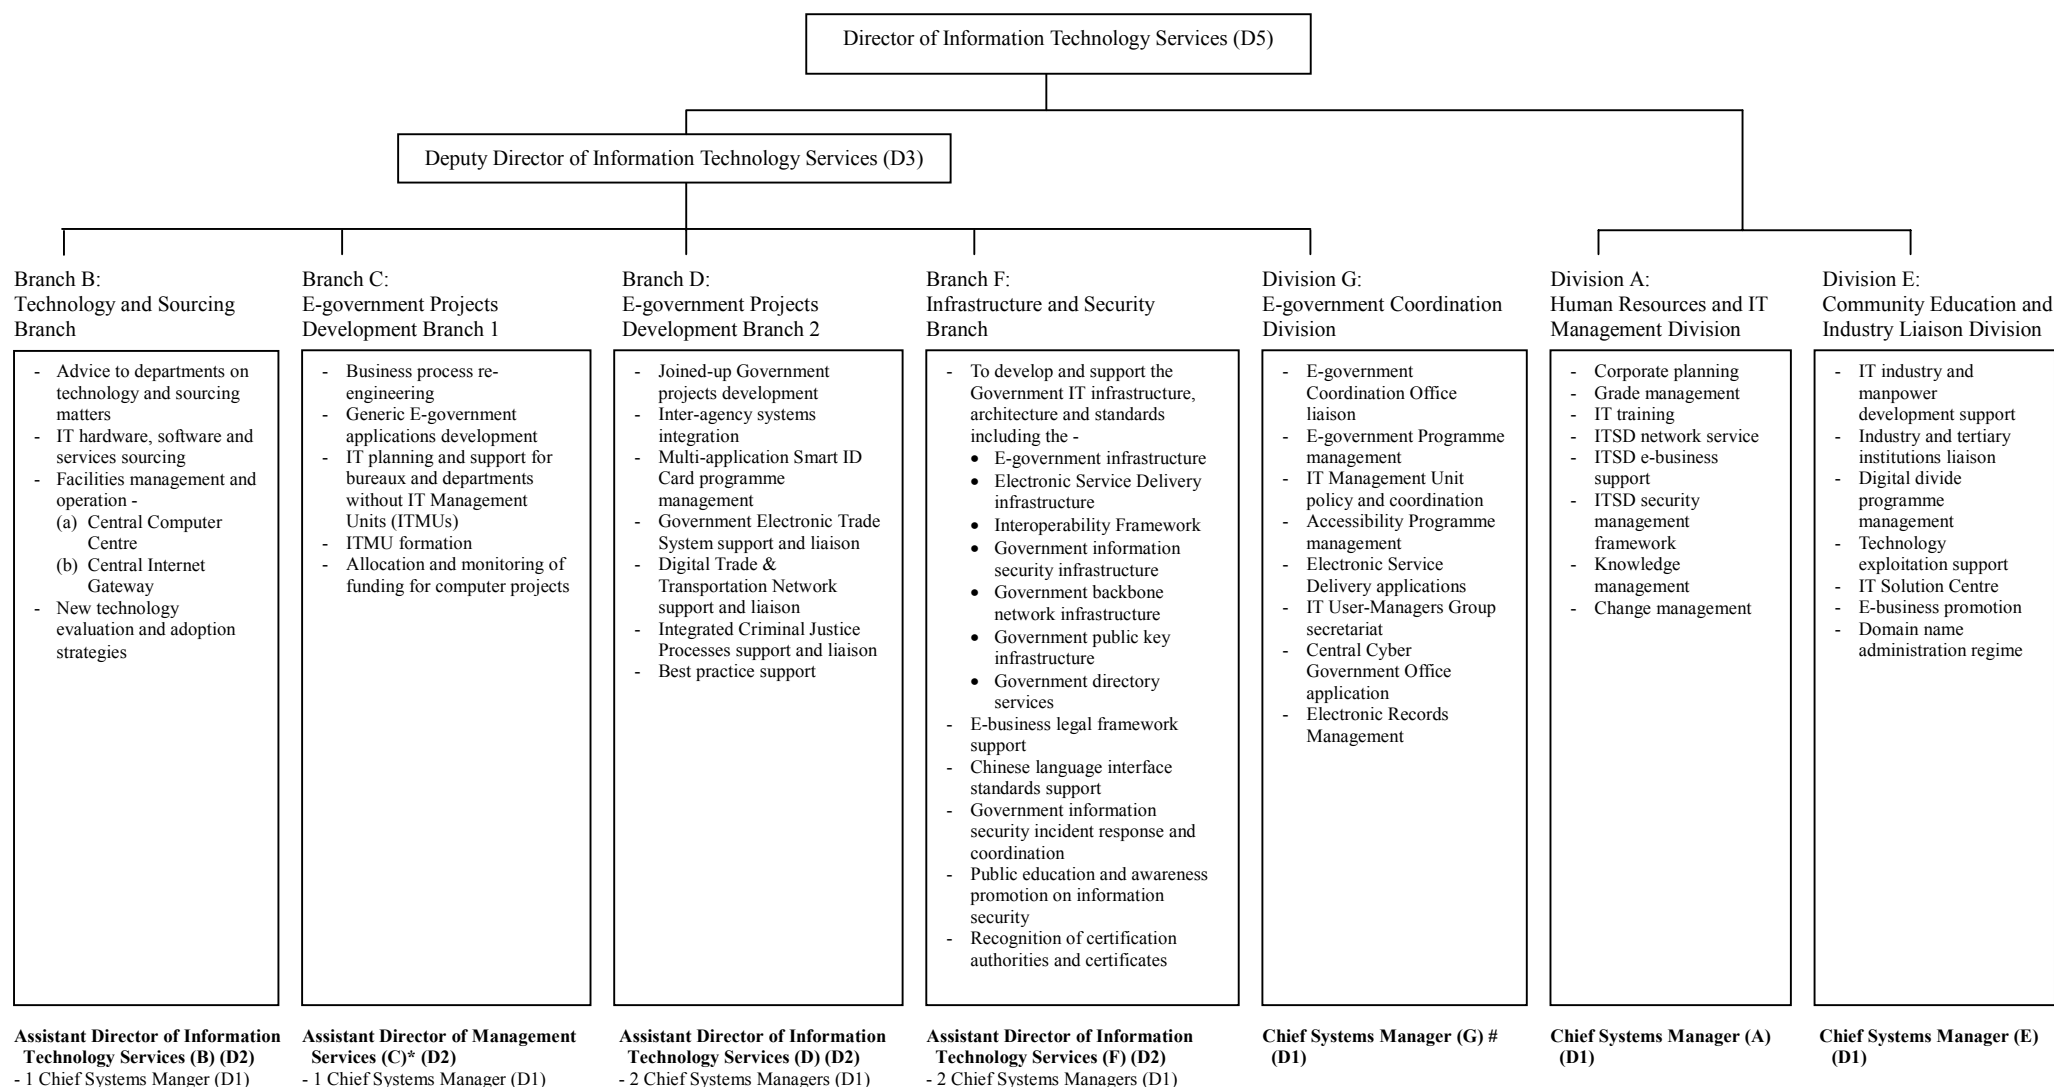 Director of Information Technology Services (D5)
Deputy Director of Information Technology Services (D3)
Branch B:
Technology and Sourcing
Branch
- Advice to departments on
technology and sourcing
matters
- IT hardware, software and
services sourcing
- Facilities management and
operation -
(a) Central Computer
Centre
(b) Central Internet
Gateway
- New technology
evaluation and adoption
strategies
Assistant Director of Information
Technology Services (B) (D2)
- 1 Chief Systems Manger (D1)
Branch C:
E-government Projects
Development Branch 1
- Business process re-
engineering
- Generic E-government
applications development
- IT planning and support for
bureaux and departments
without IT Management
Units (ITMUs)
- ITMU formation
- Allocation and monitoring of
funding for computer projects
Assistant Director of Management
Services (C)* (D2)
- 1 Chief Systems Manager (D1)
Branch D:
E-government Projects
Development Branch 2
- Joined-up Government
projects development
- Inter-agency systems
integration
- Multi-application Smart ID
Card programme
management
- Government Electronic Trade
System support and liaison
- Digital Trade &
Transportation Network
support and liaison
- Integrated Criminal Justice
Processes support and liaison
- Best practice support
Assistant Director of Information
Technology Services (D) (D2)
- 2 Chief Systems Managers (D1)
Branch F:
Infrastructure and Security
Branch
- To develop and support the
Government IT infrastructure,
architecture and standards
including the -
• E-government infrastructure
• Electronic Service Delivery
infrastructure
• Interoperability Framework
• Government information
security infrastructure
• Government backbone
network infrastructure
• Government public key
infrastructure
• Government directory
services
- E-business legal framework
support
- Chinese language interface
standards support
- Government information
security incident response and
coordination
- Public education and awareness
promotion on information
security
- Recognition of certification
authorities and certificates
Assistant Director of Information
Technology Services (F) (D2)
- 2 Chief Systems Managers (D1)
Division G:
E-government Coordination
Division
- E-government
Coordination Office
liaison
- E-government Programme
management
- IT Management Unit
policy and coordination
- Accessibility Programme
management
- Electronic Service
Delivery applications
- IT User-Managers Group
secretariat
- Central Cyber
Government Office
application
- Electronic Records
Management
Chief Systems Manager (G) #
(D1)
Division A:
Human Resources and IT
Management Division
- Corporate planning
- Grade management
- IT training
- ITSD network service
- ITSD e-business
support
- ITSD security
management
framework
- Knowledge
management
- Change management
Chief Systems Manager (A)
(D1)
Division E:
Community Education and
Industry Liaison Division
- IT industry and
manpower
development support
- Industry and tertiary
institutions liaison
- Digital divide
programme
management
- Technology
exploitation support
- IT Solution Centre
- E-business promotion
- Domain name
administration regime
Chief Systems Manager (E)
(D1)